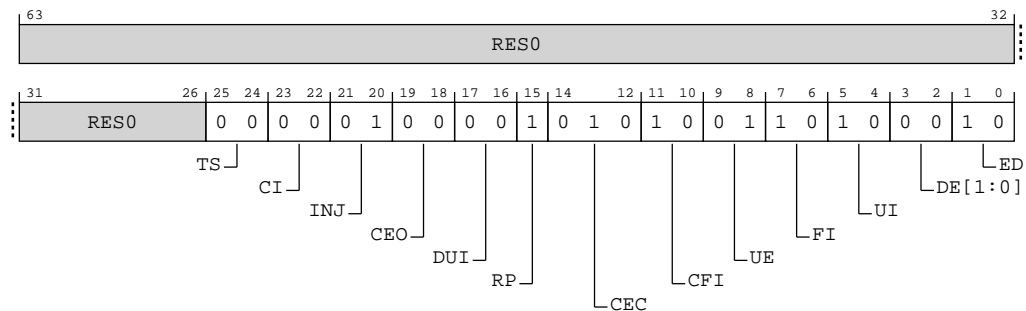 63 32
RES0
31 26 25 24 23 22 21 20 19 18 17 16 15 14 12 11 10 9 8 7 6 5 4 3 2 1 0
RES0 0 0 0 0 0 1 0 0 0 0 1 0 1 0 1 0 0 1 1 0 1 0 0 0 1 0
TS ED
CI DE[1:0]
INJ UI
CEO FI
DUI UE
RP CFI
CEC